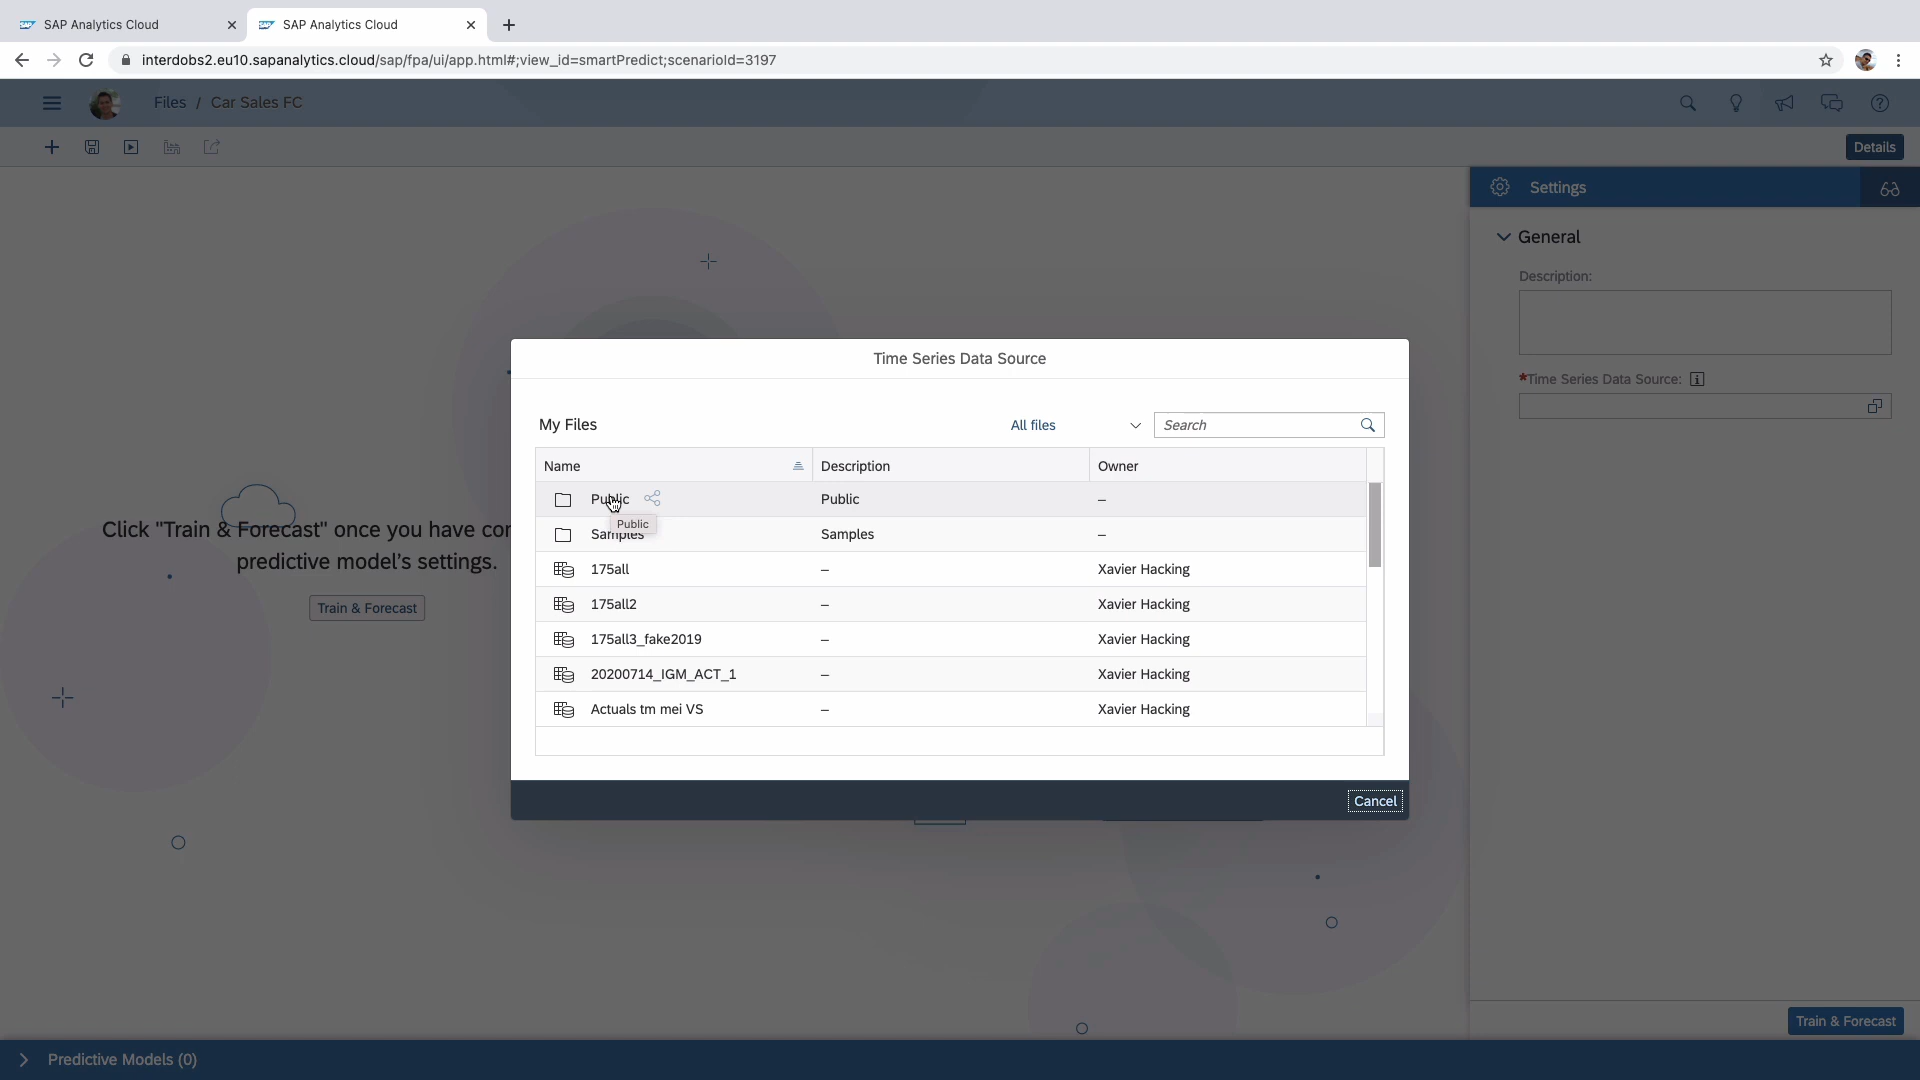 SAP Analytics Cloud
SAP Analytics Cloud
interdobs2.eu10.sapanalytics.cloud/sap/fpa/ui/app.html#;view_id=smartPredict;scenarioId=3197
Files / Car Sales FC
Details
Settings
General
Description:
*Time Series Data Source:
Click "Train & Forecast" once you have
predictive model's settings.
Train & Forecast
Time Series Data Source
My Files
All files
Search
Name Description Owner
Public Public –
Public
Samples Samples –
175all – Xavier Hacking
175all2 – Xavier Hacking
175all3_fake2019 – Xavier Hacking
20200714_IGM_ACT_1 – Xavier Hacking
Actuals tm mei VS – Xavier Hacking
Cancel
Train & Forecast
Predictive Models (0)